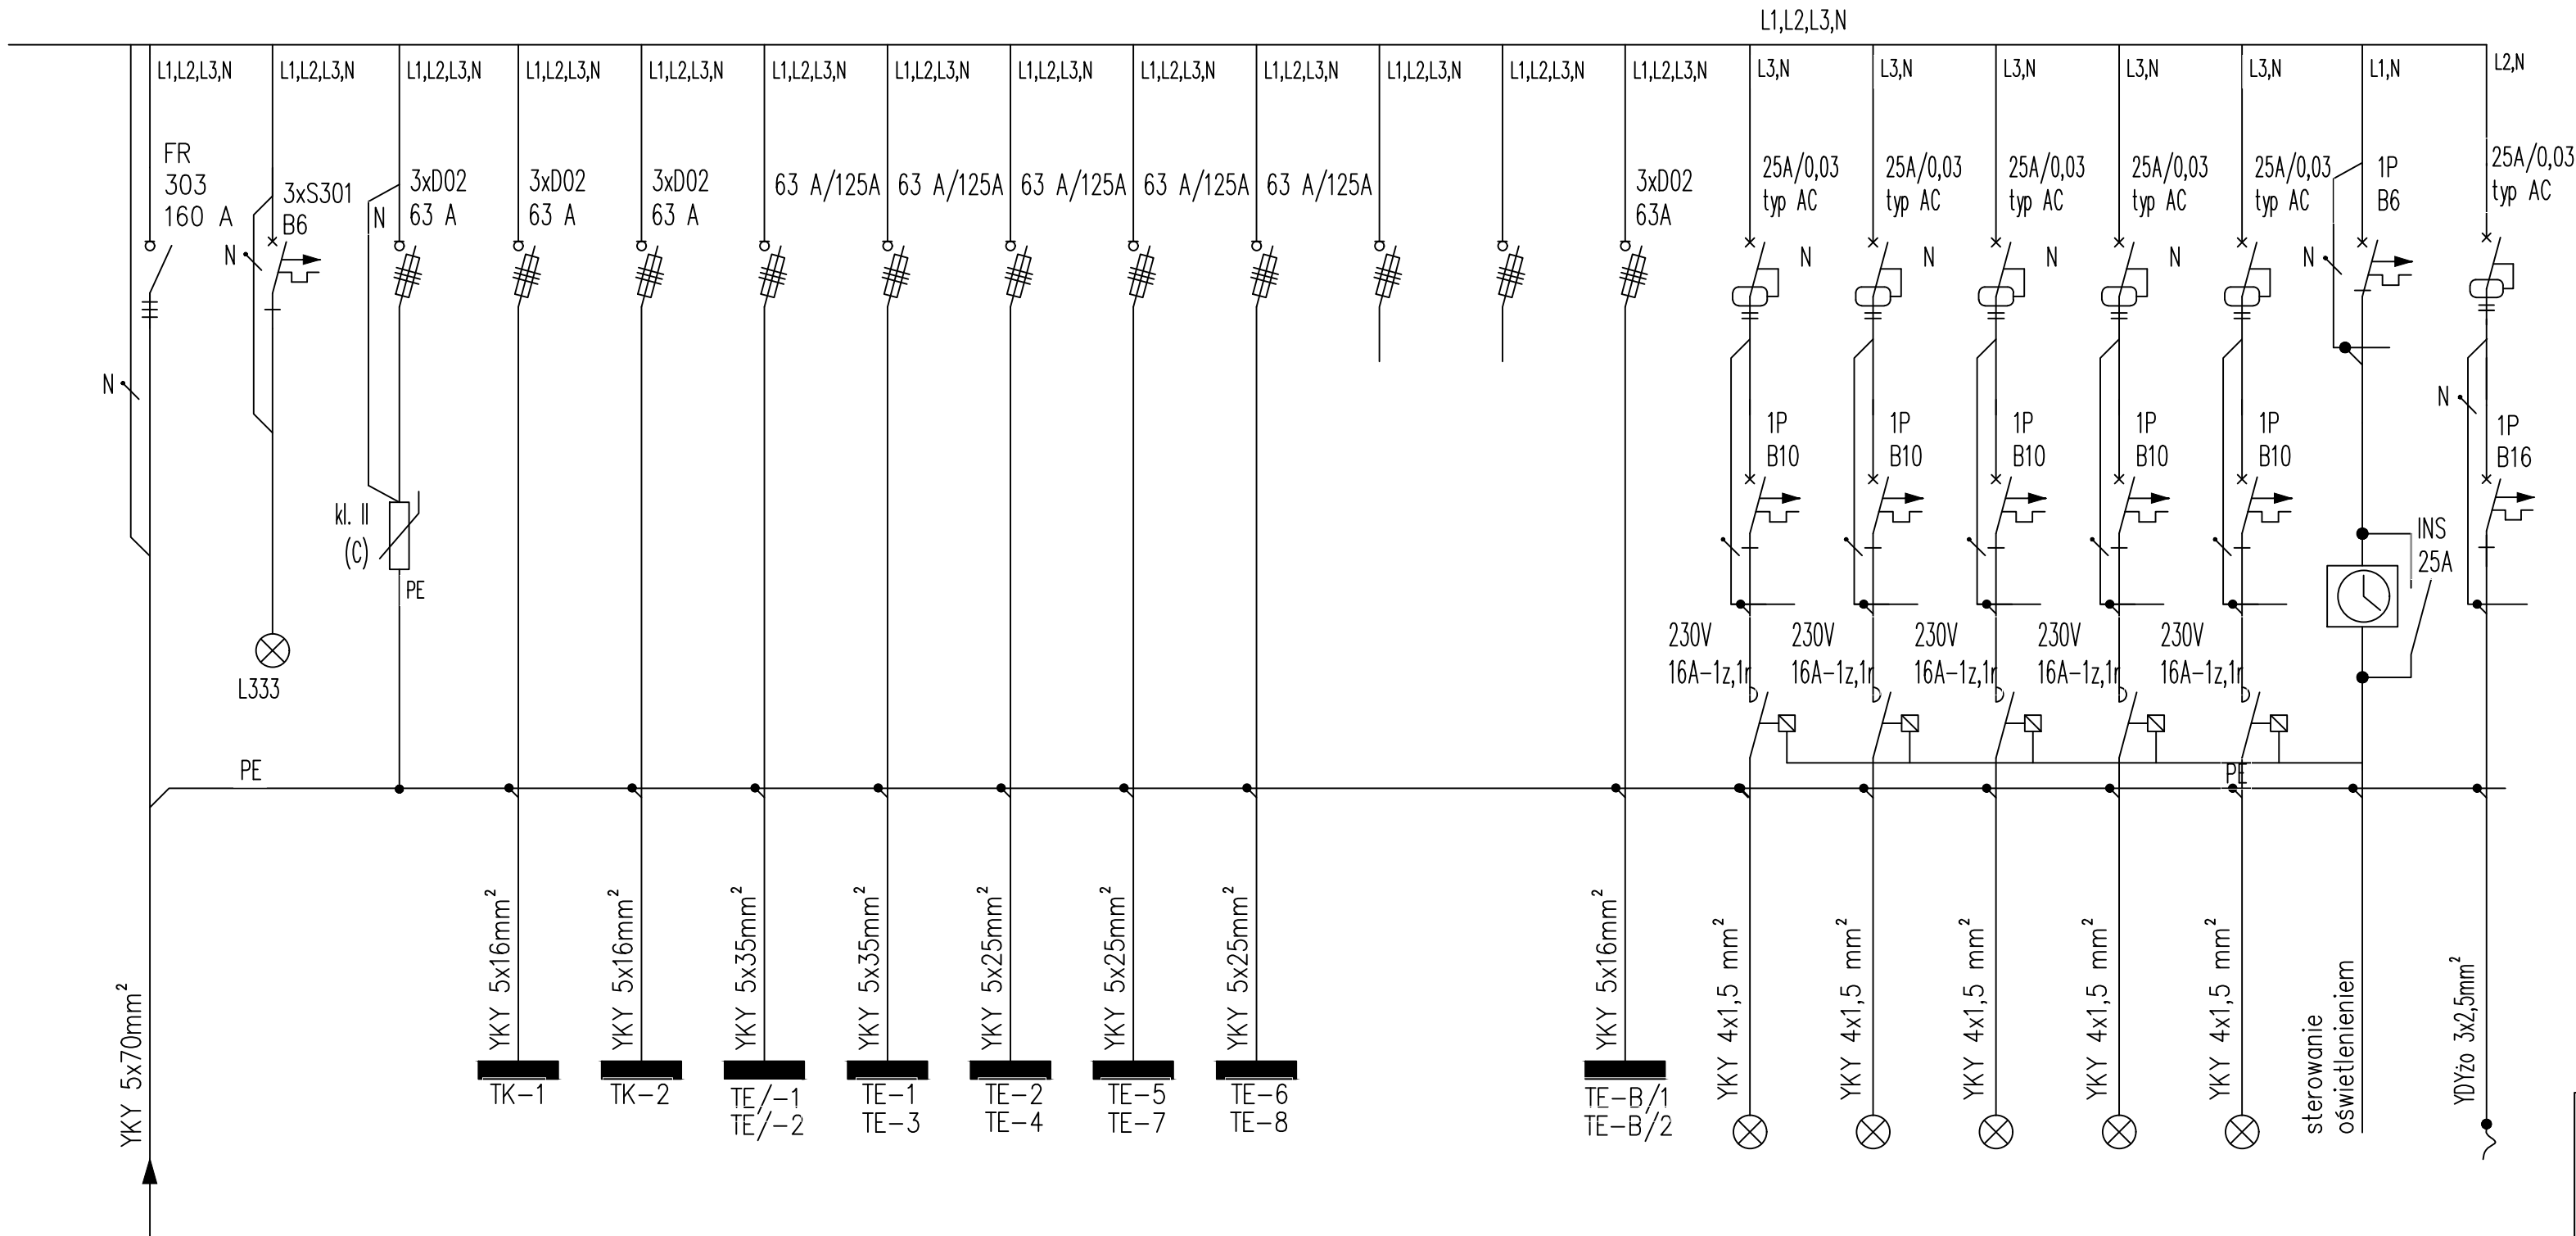 L1,L2,L3,N
L1,L2,L3,N
L1,L2,L3,N
L1,L2,L3,N
L1,L2,L3,N
L1,L2,L3,N
L1,L2,L3,N
L1,L2,L3,N
L1,L2,L3,N
L1,L2,L3,N
L1,L2,L3,N
L1,L2,L3,N
L1,L2,L3,N
L1,L2,L3,N
L3,N
L3,N
L3,N
L3,N
L3,N
L1,N
L2,N
FR
303
160 A
N
3xS301
B6
N
3xD02
63 A
N
3xD02
63 A
3xD02
63 A
63 A/125A
63 A/125A
63 A/125A
63 A/125A
63 A/125A
3xD02
63A
25A/0,03
typ AC
N
25A/0,03
typ AC
N
25A/0,03
typ AC
N
25A/0,03
typ AC
N
25A/0,03
typ AC
1P
B6
N
25A/0,03
typ AC
N
1P
B10
1P
B10
1P
B10
1P
B10
1P
B10
1P
B16
kl. II
(C)
PE
INS
25A
L333
230V
16A-1z,1r
230V
16A-1z,1r
230V
16A-1z,1r
230V
16A-1z,1r
230V
16A-1z,1r
PE
PE
YKY 5x70mm²
YKY 5x16mm²
YKY 5x16mm²
YKY 5x35mm²
YKY 5x35mm²
YKY 5x25mm²
YKY 5x25mm²
YKY 5x25mm²
YKY 5x16mm²
YKY 4x1,5 mm²
YKY 4x1,5 mm²
YKY 4x1,5 mm²
YKY 4x1,5 mm²
YKY 4x1,5 mm²
sterowanie
oświetlenieniem
YDYżo 3x2,5mm²
TK-1
TK-2
TE/-1
TE/-2
TE-1
TE-3
TE-2
TE-4
TE-5
TE-7
TE-6
TE-8
TE-B/1
TE-B/2